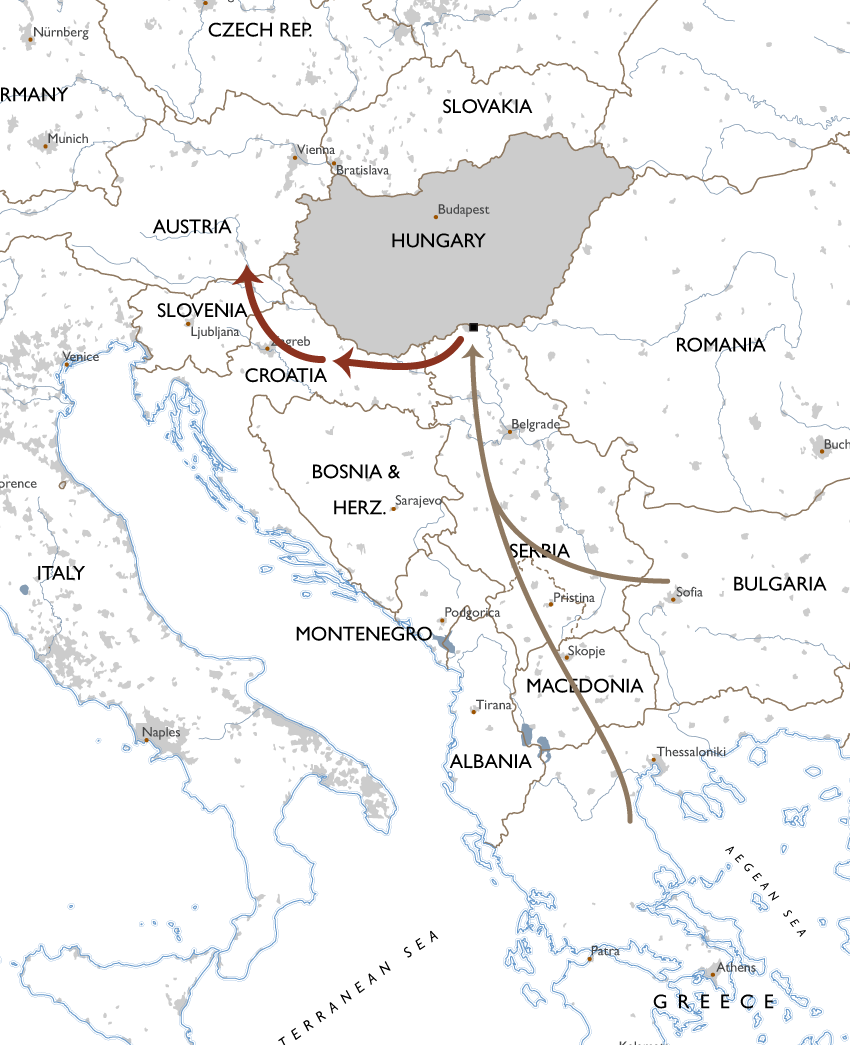 CZECH REP.
Nürnberg
RMANY
SLOVAKIA
Munich
Vienna
Bratislava
Budapest
AUSTRIA
HUNGARY
SLOVENIA
Ljubljana
Zagreb
ROMANIA
Venice
CROATIA
Belgrade
Buch
BOSNIA &
HERZ.
orence
Sarajevo
SERBIA
ITALY
BULGARIA
Sofia
Pristina
Podgorica
MONTENEGRO
Skopje
MACEDONIA
Tirana
Naples
Thessaloniki
ALBANIA
AEGEAN SEA
TERRANEAN SEA
Patra
Athens
GREECE